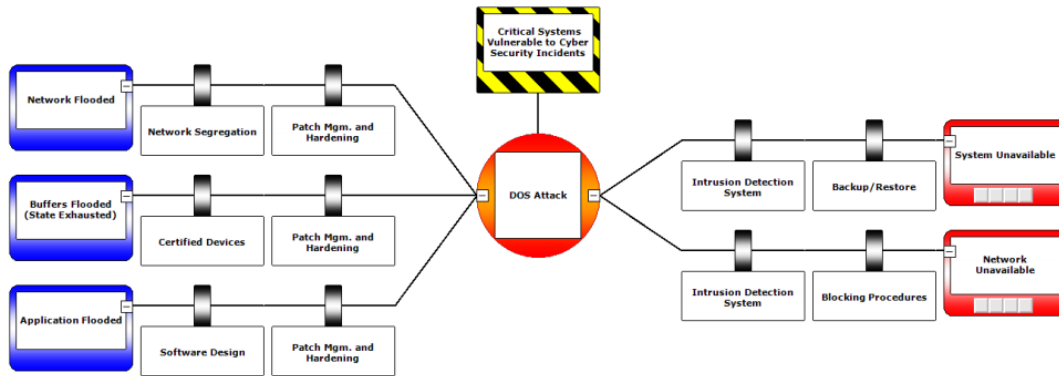 Critical Systems
Vulnerable to Cyber
Security Incidents
Network Flooded
Network Segregation
Patch Mgm. and
Hardening
Buffers Flooded
(State Exhausted)
Certified Devices
Patch Mgm. and
Hardening
Application Flooded
Software Design
Patch Mgm. and
Hardening
DOS Attack
Intrusion Detection
System
Backup/Restore
System Unavailable
Intrusion Detection
System
Blocking Procedures
Network
Unavailable